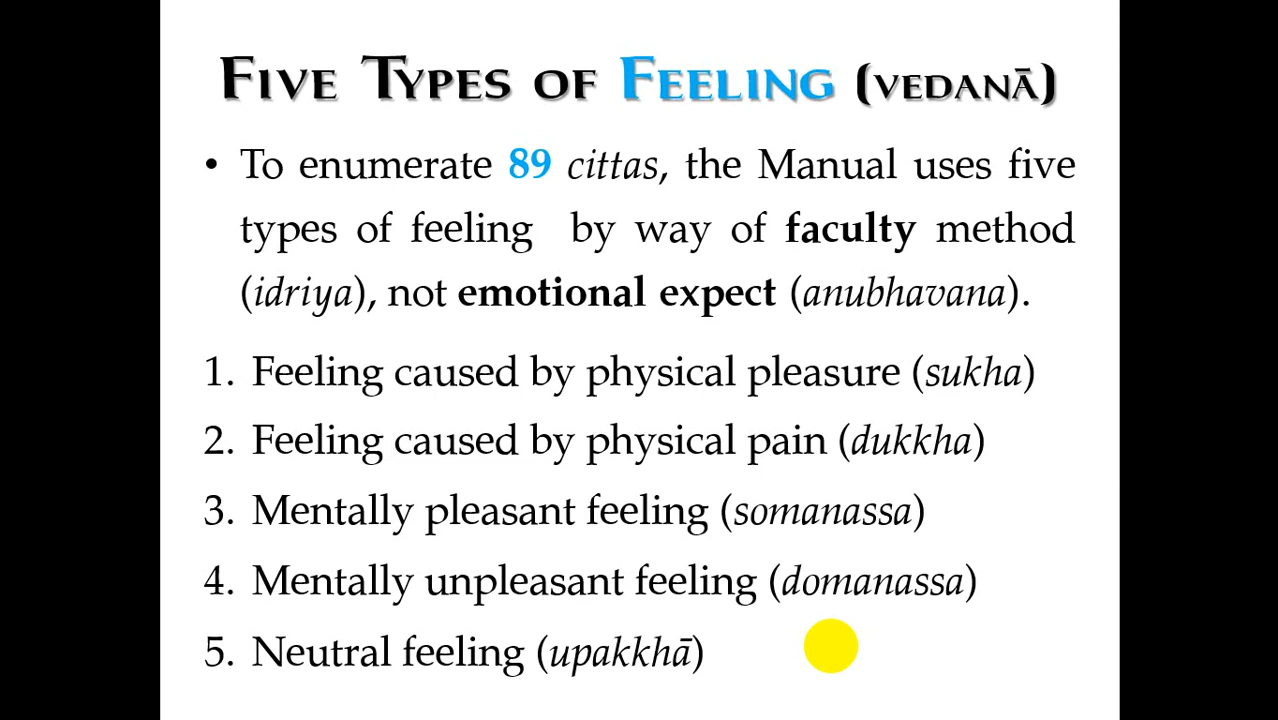 FIVE TYPES OF FEELING (VEDANĀ)
• To enumerate 89 cittas, the Manual uses five
types of feeling by way of faculty method
(idriya), not emotional expect (anubhavana).
1. Feeling caused by physical pleasure (sukha)
2. Feeling caused by physical pain (dukkha)
3. Mentally pleasant feeling (somanassa)
4. Mentally unpleasant feeling (domanassa)
5. Neutral feeling (upakkhā)